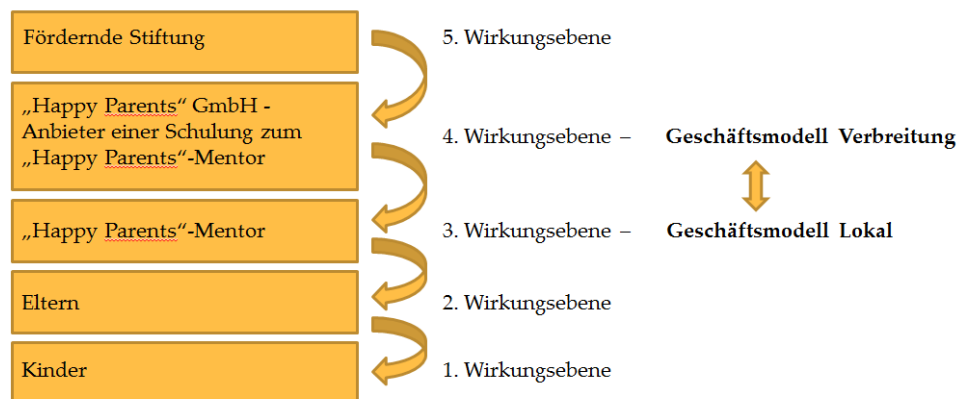 Fördernde Stiftung
5. Wirkungsebene
„Happy Parents“ GmbH -
Anbieter einer Schulung zum
„Happy Parents“-Mentor
4. Wirkungsebene – Geschäftsmodell Verbreitung
„Happy Parents“-Mentor
3. Wirkungsebene – Geschäftsmodell Lokal
Eltern
2. Wirkungsebene
Kinder
1. Wirkungsebene